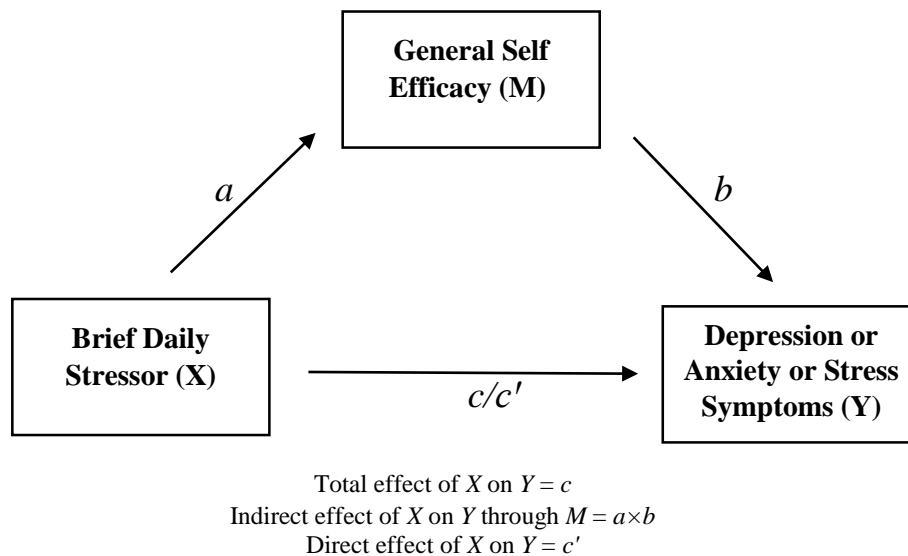 General Self
Efficacy (M)
a
b
Brief Daily
Stressor (X)
c/c'
Depression or
Anxiety or Stress
Symptoms (Y)
Total effect of X on Y = c
Indirect effect of X on Y through M = a×b
Direct effect of X on Y = c'